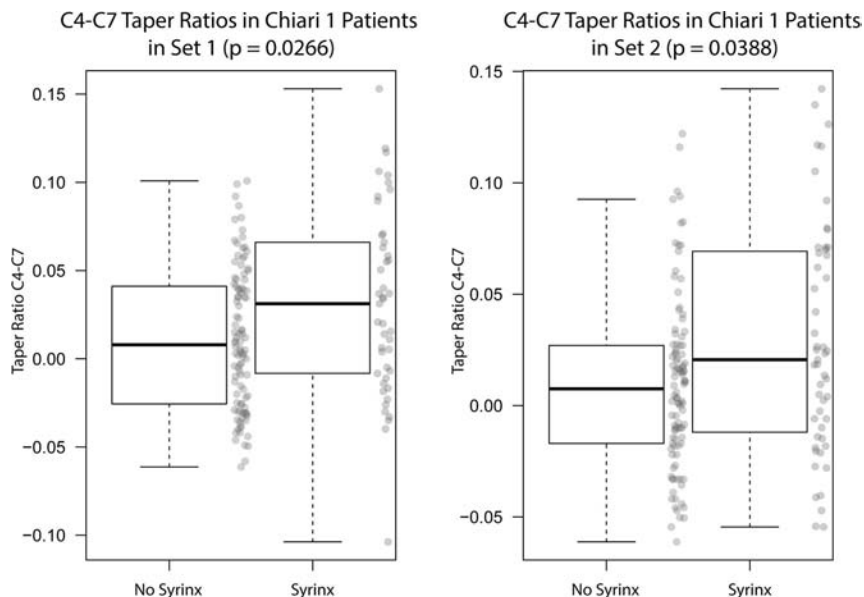 C4-C7 Taper Ratios in Chiari 1 Patients
in Set 1 (p = 0.0266)
Taper Ratio C4-C7
0.15
0.10
0.05
0.00
−0.05
−0.10
No Syrinx
Syrinx
C4-C7 Taper Ratios in Chiari 1 Patients
in Set 2 (p = 0.0388)
Taper Ratio C4-C7
0.15
0.10
0.05
0.00
−0.05
No Syrinx
Syrinx